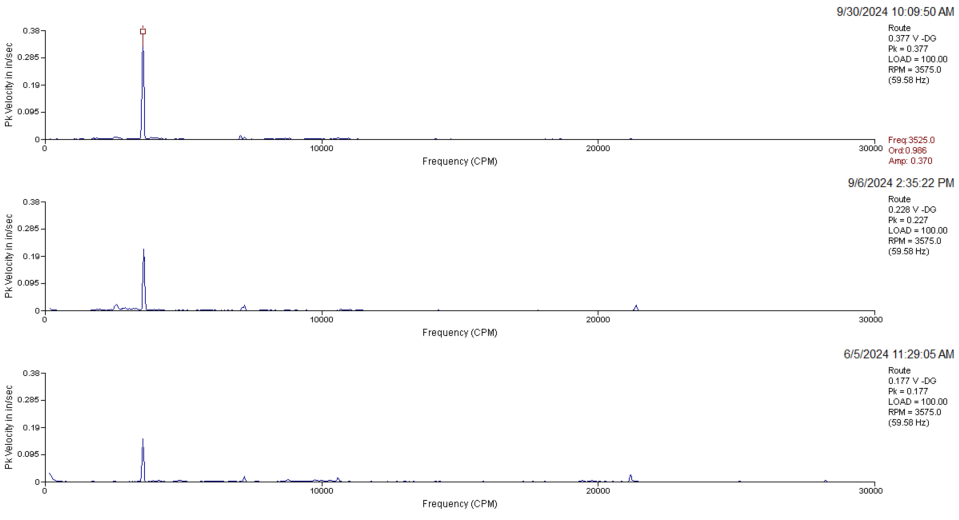 9/30/2024 10:09:50 AM
Route
0.377 V -DG
Pk = 0.377
LOAD = 100.00
RPM = 3575.0
(59.58 Hz)
Pk Velocity in in/sec
0.38
0.285
0.19
0.095
0
0
10000
20000
30000
Frequency (CPM)
Freq:3525.0
Ord:0.986
Amp: 0.370
9/6/2024 2:35:22 PM
Route
0.228 V -DG
Pk = 0.227
LOAD = 100.00
RPM = 3575.0
(59.58 Hz)
Pk Velocity in in/sec
0.38
0.285
0.19
0.095
0
0
10000
20000
30000
Frequency (CPM)
6/5/2024 11:29:05 AM
Route
0.177 V -DG
Pk = 0.177
LOAD = 100.00
RPM = 3575.0
(59.58 Hz)
Pk Velocity in in/sec
0.38
0.285
0.19
0.095
0
0
10000
20000
30000
Frequency (CPM)